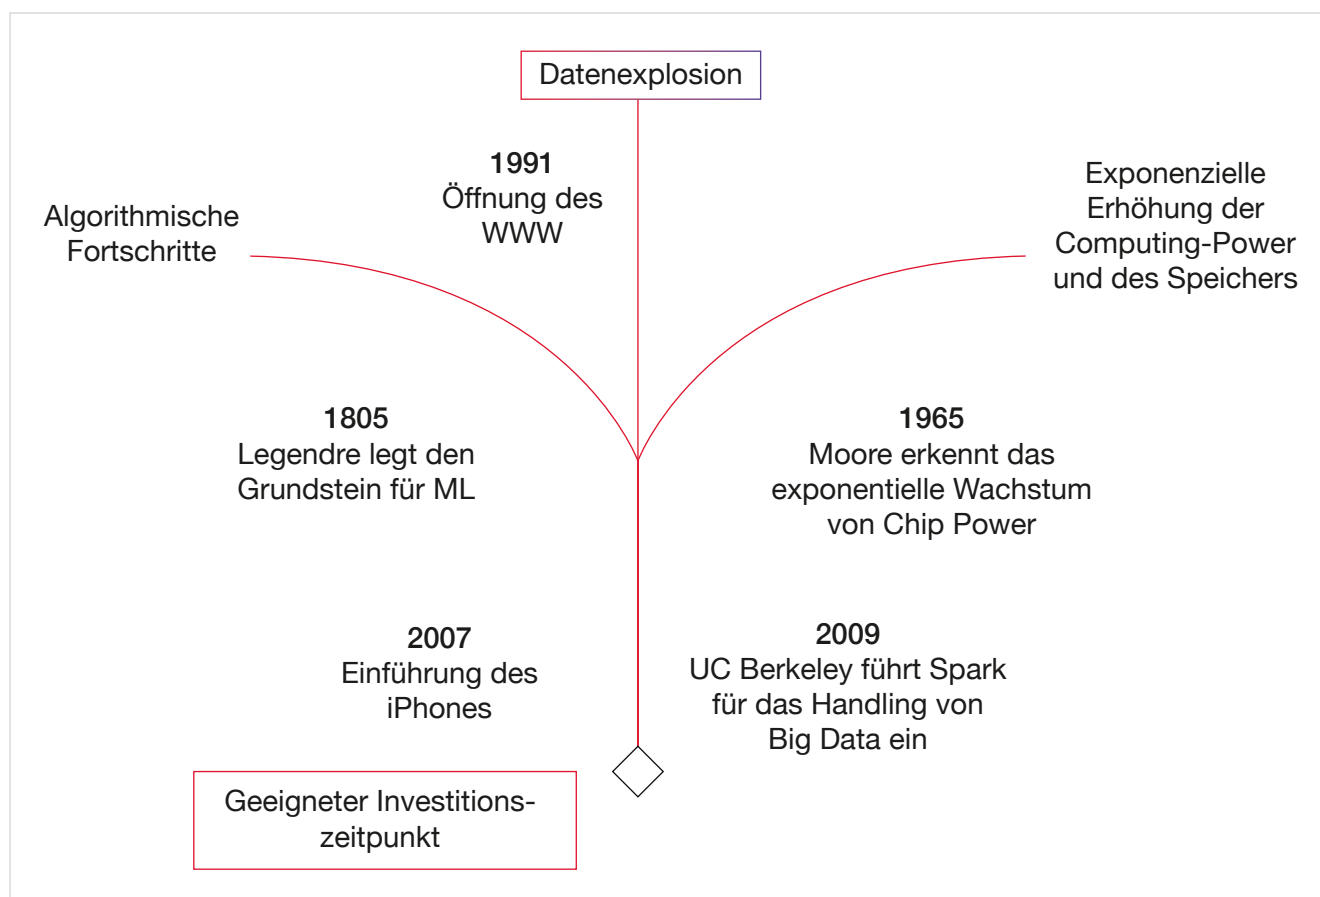 Datenexplosion
1991
Öffnung des
WWW
Algorithmische
Fortschritte
Exponenzielle
Erhöhung der
Computing-Power
und des Speichers
1805
Legendre legt den
Grundstein für ML
1965
Moore erkennt das
exponentielle Wachstum
von Chip Power
2007
Einführung des
iPhones
2009
UC Berkeley führt Spark
für das Handling von
Big Data ein
Geeigneter Investitions-
zeitpunkt